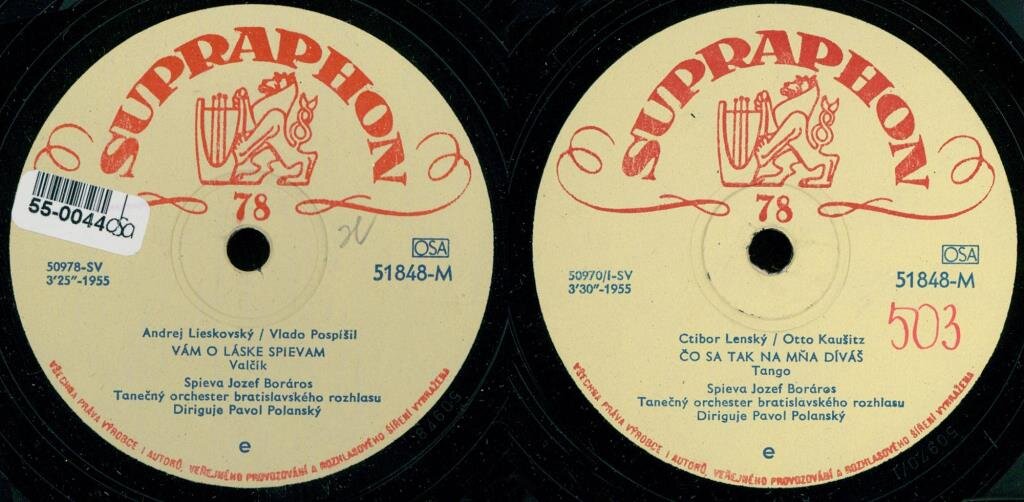 SUPRAPHON
78
55-0044
OSA
50978-SV
3'25"-1955
51848-M
Andrej Lieskovský / Vlado Pospíšil
VÁM O LÁSKE SPIEVAM
Valčík
Spieva Jozef Boráros
Tanečný orchester bratislavského rozhlasu
Diriguje Pavol Polanský
e
VŠECHNA PRÁVA VÝROBCE I AUTORŮ. VEŘEJNÉHO PROVOZOVÁNÍ A ROZHLASOVÉHO ŠÍŘENÍ VYHRAŽENA
50978
SUPRAPHON
78
OSA
50970/I-SV
3'30"-1955
51848-M
503
Ctibor Lenský / Otto Kaušitz
ČO SA TAK NA MŇA DÍVÁŠ
Tango
Spieva Jozef Boráros
Tanečný orchester bratislavského rozhlasu
Diriguje Pavol Polanský
e
VŠECHNA PRÁVA VÝROBCE I AUTORŮ. VEŘEJNÉHO PROVOZOVÁNÍ A ROZHLASOVÉHO ŠÍŘENÍ VYHRAŽENA
50970/I